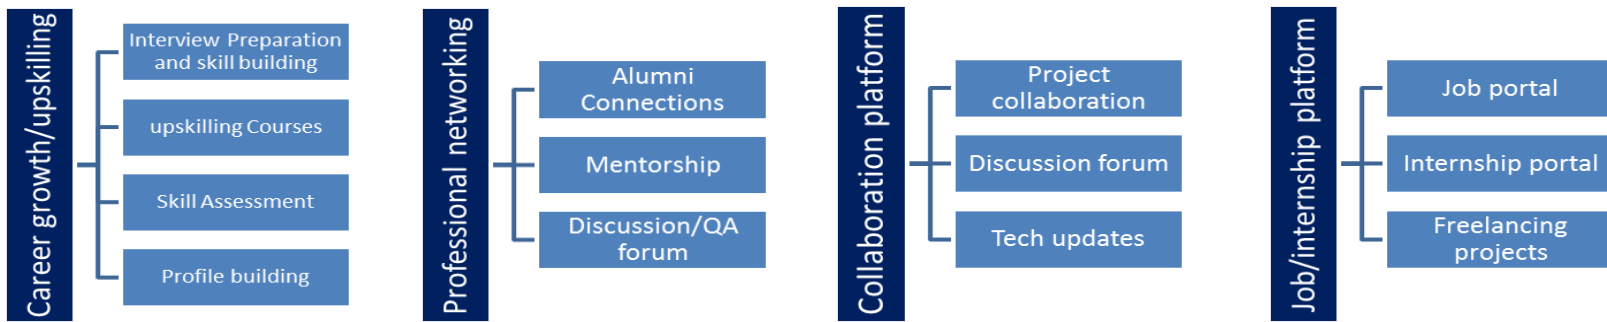 Career growth/upskilling
Interview Preparation
and skill building
upskilling Courses
Skill Assessment
Profile building
Professional networking
Alumni
Connections
Mentorship
Discussion/QA
forum
Collaboration platform
Project
collaboration
Discussion forum
Tech updates
Job/internship platform
Job portal
Internship portal
Freelancing
projects